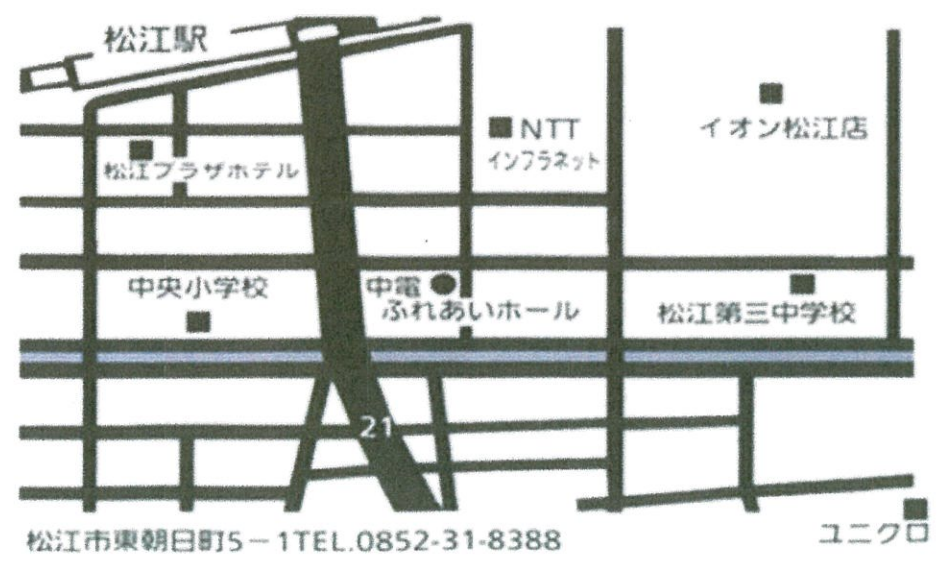 松江駅
NTT
インフラネット
イオン松江店
松江プラザホテル
中央小学校
中電
ふれあいホール
松江第三中学校
21
松江市東朝日町5－1TEL.0852-31-8388
ユニクロ